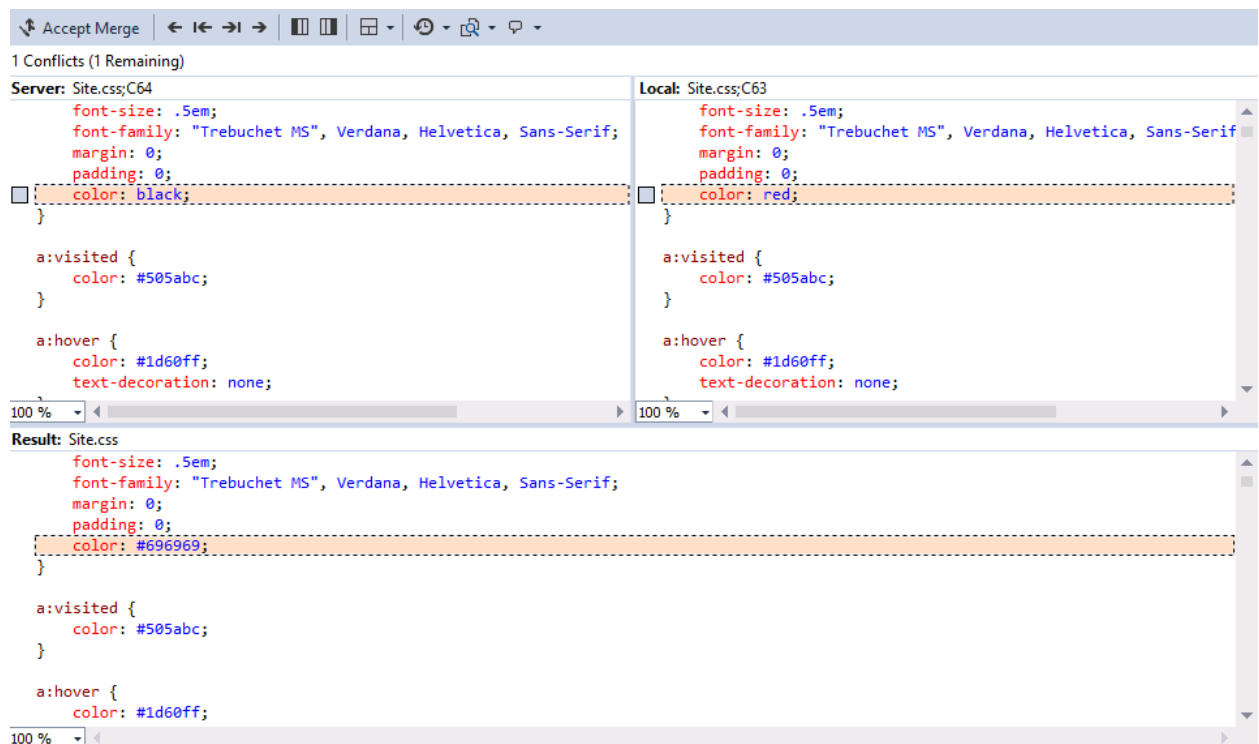 Accept Merge
1 Conflicts (1 Remaining)
Server: Site.css;C64
font-size: .5em;
font-family: "Trebuchet MS", Verdana, Helvetica, Sans-Serif;
margin: 0;
padding: 0;
color: black;
}
a:visited {
color: #505abc;
}
a:hover {
color: #1d60ff;
text-decoration: none;
100 %
Local: Site.css;C63
font-size: .5em;
font-family: "Trebuchet MS", Verdana, Helvetica, Sans-Serif
margin: 0;
padding: 0;
color: red;
}
a:visited {
color: #505abc;
}
a:hover {
color: #1d60ff;
text-decoration: none;
100 %
Result: Site.css
font-size: .5em;
font-family: "Trebuchet MS", Verdana, Helvetica, Sans-Serif;
margin: 0;
padding: 0;
color: #696969;
}
a:visited {
color: #505abc;
}
a:hover {
color: #1d60ff;
100 %